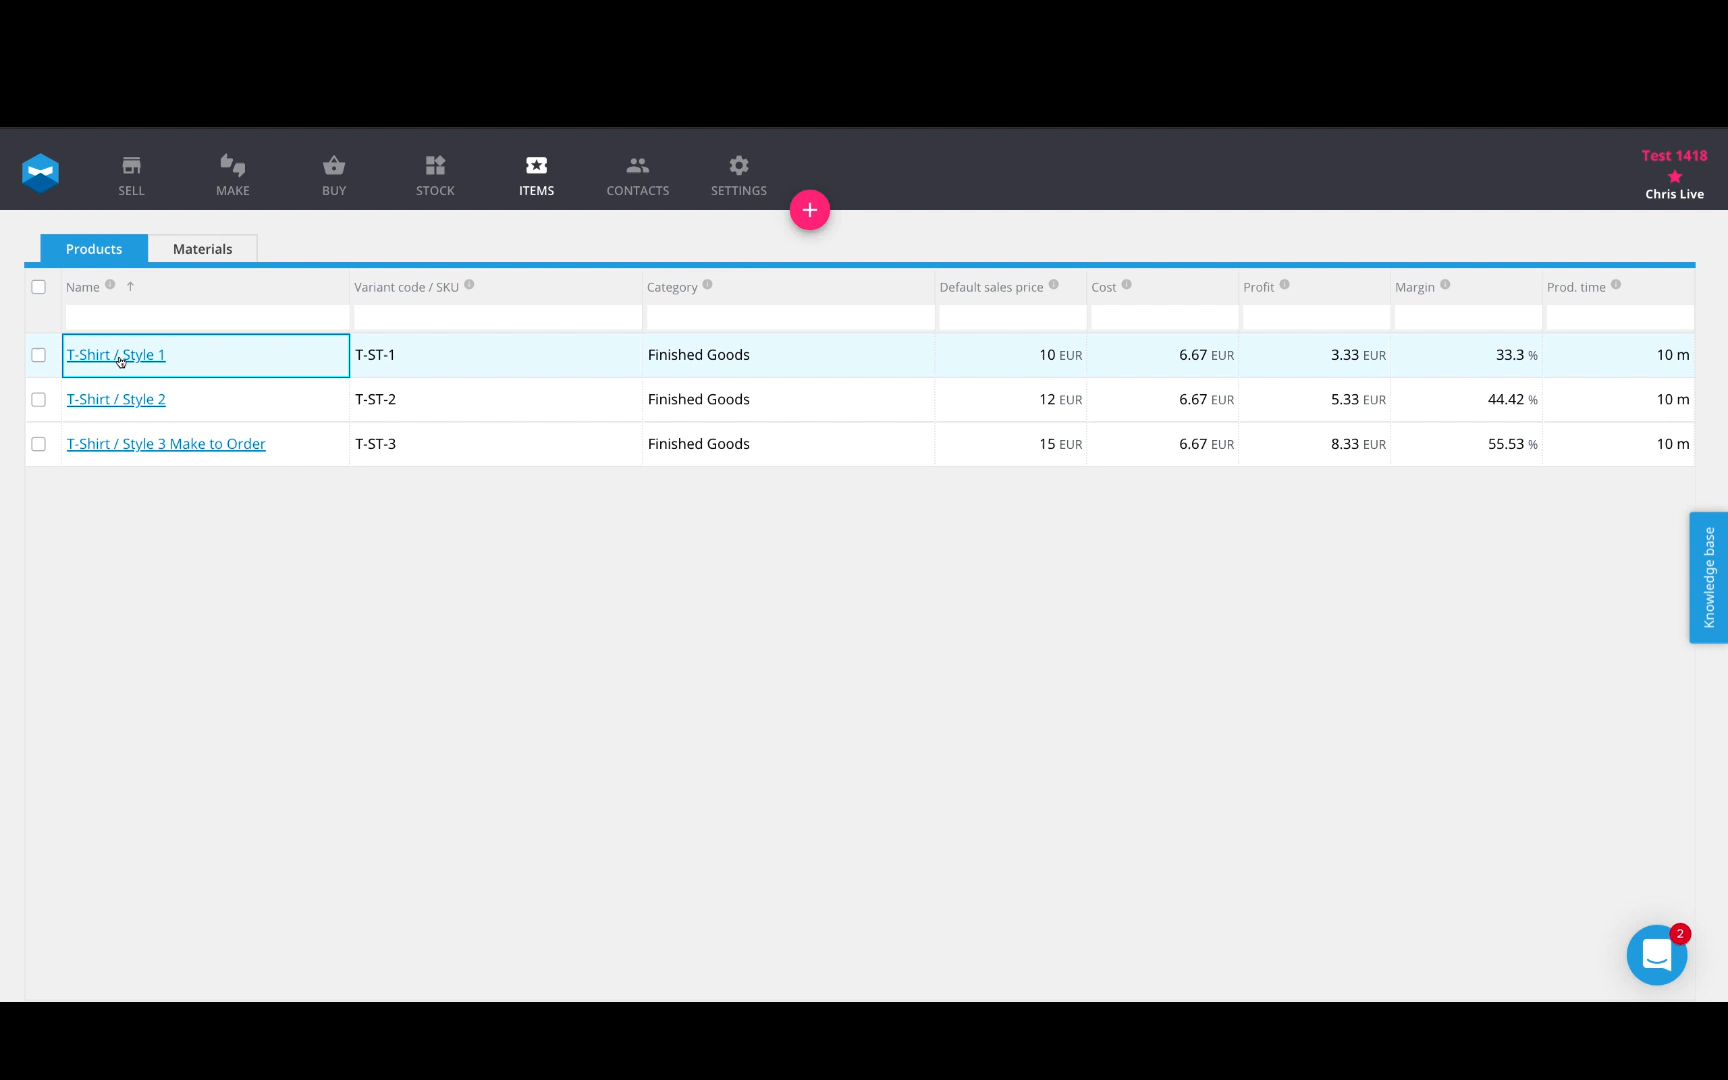 SELL MAKE BUY STOCK ITEMS CONTACTS SETTINGS
Test 1418
Chris Live
+
Products Materials
Name Variant code / SKU Category Default sales price Cost Profit Margin Prod. time
T-Shirt / Style 1 T-ST-1 Finished Goods 10 EUR 6.67 EUR 3.33 EUR 33.3 % 10 m
T-Shirt / Style 2 T-ST-2 Finished Goods 12 EUR 6.67 EUR 5.33 EUR 44.42 % 10 m
T-Shirt / Style 3 Make to Order T-ST-3 Finished Goods 15 EUR 6.67 EUR 8.33 EUR 55.53 % 10 m
Knowledge base
2